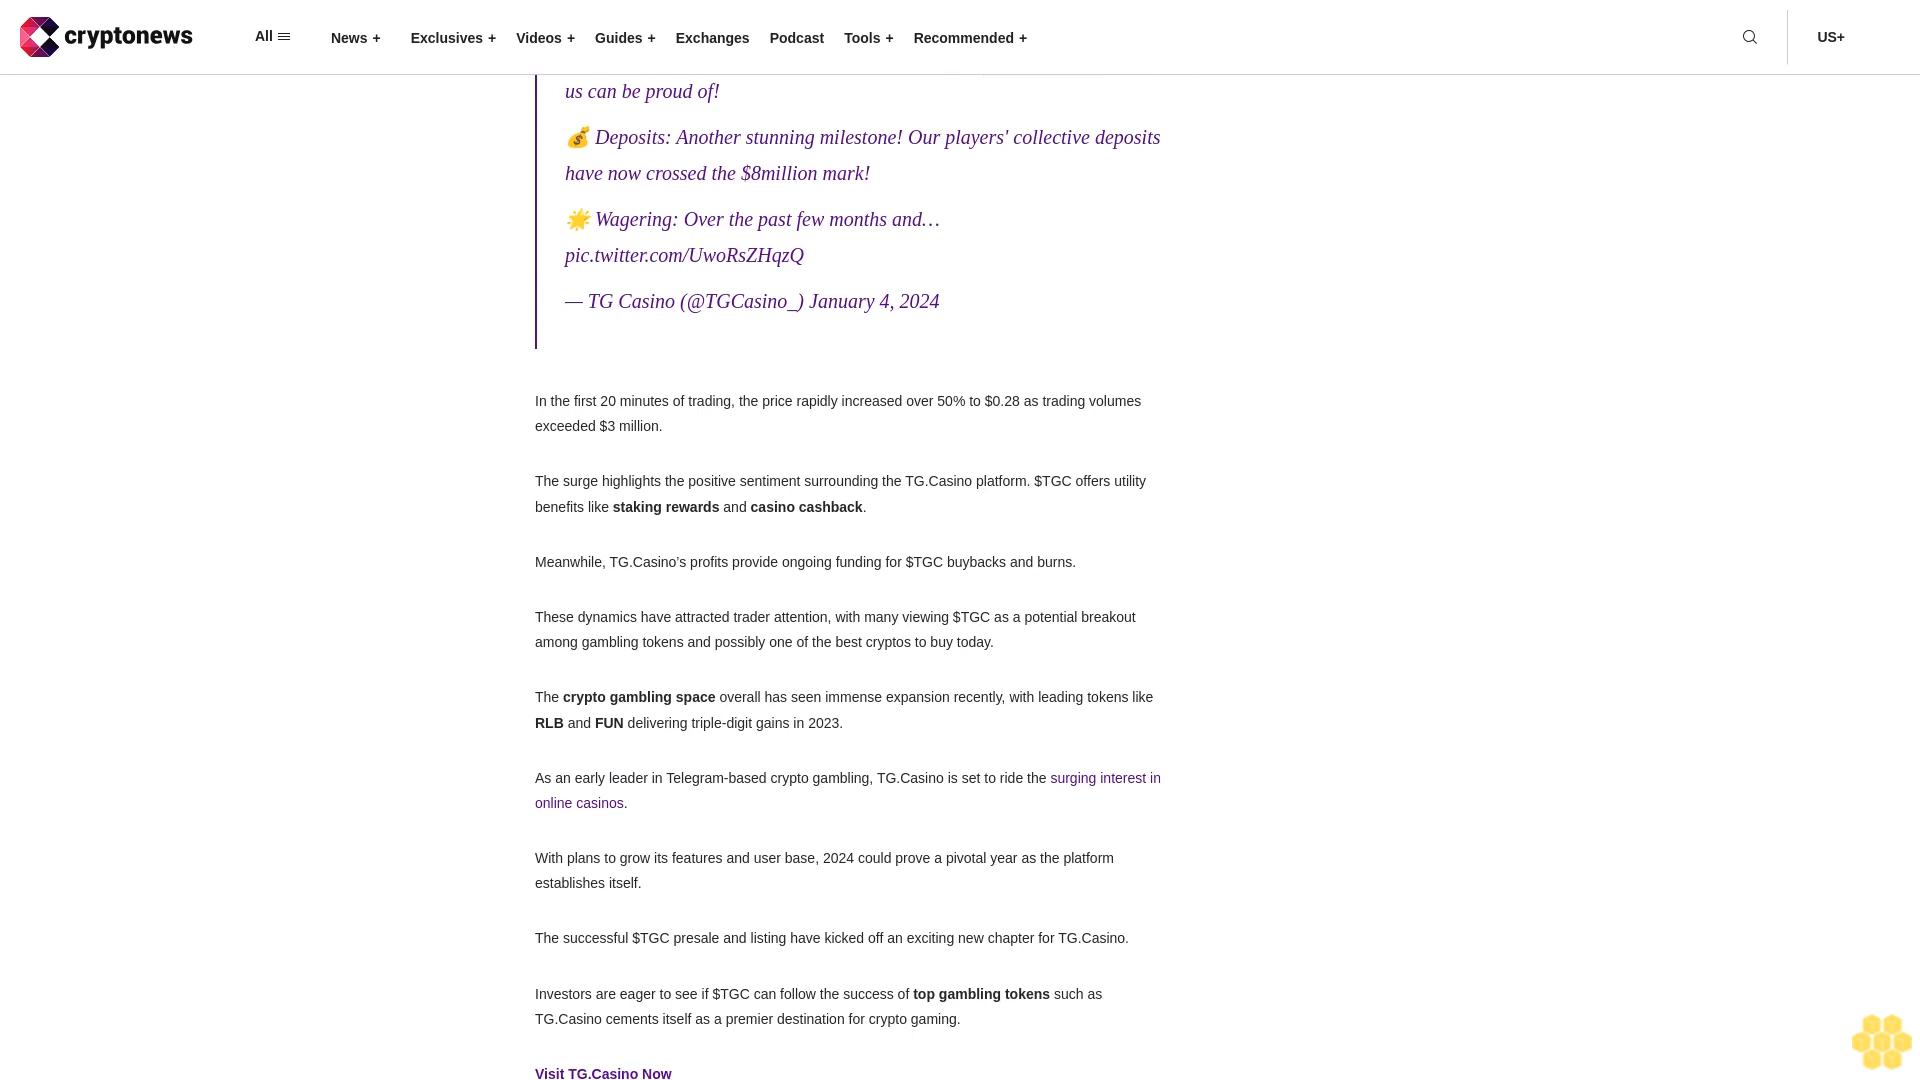 cryptonews
All
News +
Exclusives +
Videos +
Guides +
Exchanges
Podcast
Tools +
Recommended +
US+
us can be proud of!
💰 Deposits: Another stunning milestone! Our players' collective deposits
have now crossed the $8million mark!
🌟 Wagering: Over the past few months and…
pic.twitter.com/UwoRsZHqzQ
— TG Casino (@TGCasino_) January 4, 2024
In the first 20 minutes of trading, the price rapidly increased over 50% to $0.28 as trading volumes
exceeded $3 million.
The surge highlights the positive sentiment surrounding the TG.Casino platform. $TGC offers utility
benefits like staking rewards and casino cashback.
Meanwhile, TG.Casino’s profits provide ongoing funding for $TGC buybacks and burns.
These dynamics have attracted trader attention, with many viewing $TGC as a potential breakout
among gambling tokens and possibly one of the best cryptos to buy today.
The crypto gambling space overall has seen immense expansion recently, with leading tokens like
RLB and FUN delivering triple-digit gains in 2023.
As an early leader in Telegram-based crypto gambling, TG.Casino is set to ride the surging interest in
online casinos.
With plans to grow its features and user base, 2024 could prove a pivotal year as the platform
establishes itself.
The successful $TGC presale and listing have kicked off an exciting new chapter for TG.Casino.
Investors are eager to see if $TGC can follow the success of top gambling tokens such as
TG.Casino cements itself as a premier destination for crypto gaming.
Visit TG.Casino Now